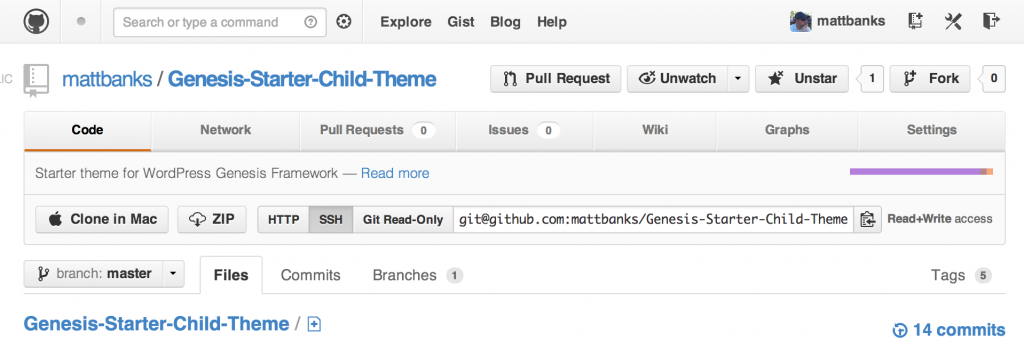 Search or type a command
Explore Gist Blog Help
mattbanks
IC
mattbanks / Genesis-Starter-Child-Theme
Pull Request Unwatch Unstar 1 Fork 0
Code Network Pull Requests 0 Issues 0 Wiki Graphs Settings
Starter theme for WordPress Genesis Framework — Read more
Clone in Mac ZIP HTTP SSH Git Read-Only git@github.com:mattbanks/Genesis-Starter-Child-Theme Read+Write access
branch: master Files Commits Branches 1 Tags 5
Genesis-Starter-Child-Theme /
14 commits